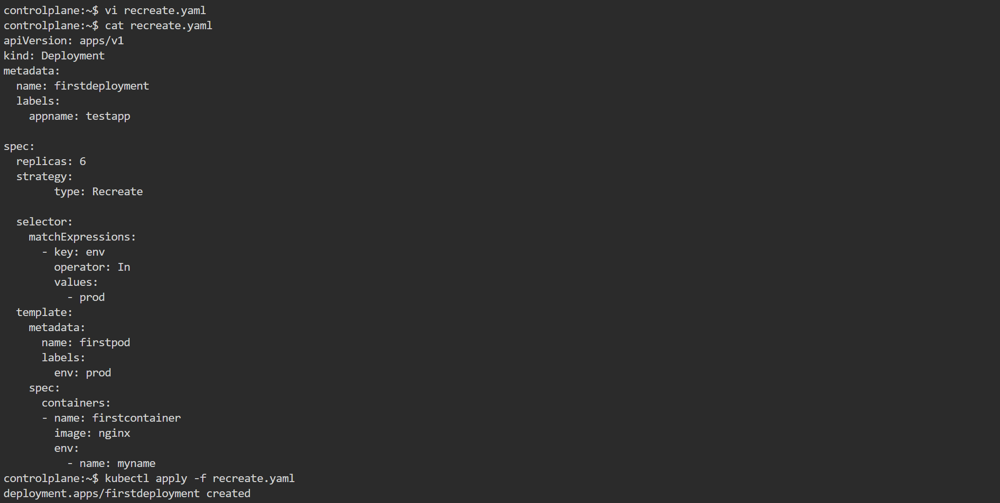 controlplane:~$ vi recreate.yaml
controlplane:~$ cat recreate.yaml
apiVersion: apps/v1
kind: Deployment
metadata:
  name: firstdeployment
  labels:
    appname: testapp

spec:
  replicas: 6
  strategy:
        type: Recreate

  selector:
    matchExpressions:
      - key: env
        operator: In
        values:
          - prod
  template:
    metadata:
      name: firstpod
      labels:
        env: prod
    spec:
      containers:
      - name: firstcontainer
        image: nginx
        env:
          - name: myname
controlplane:~$ kubectl apply -f recreate.yaml
deployment.apps/firstdeployment created